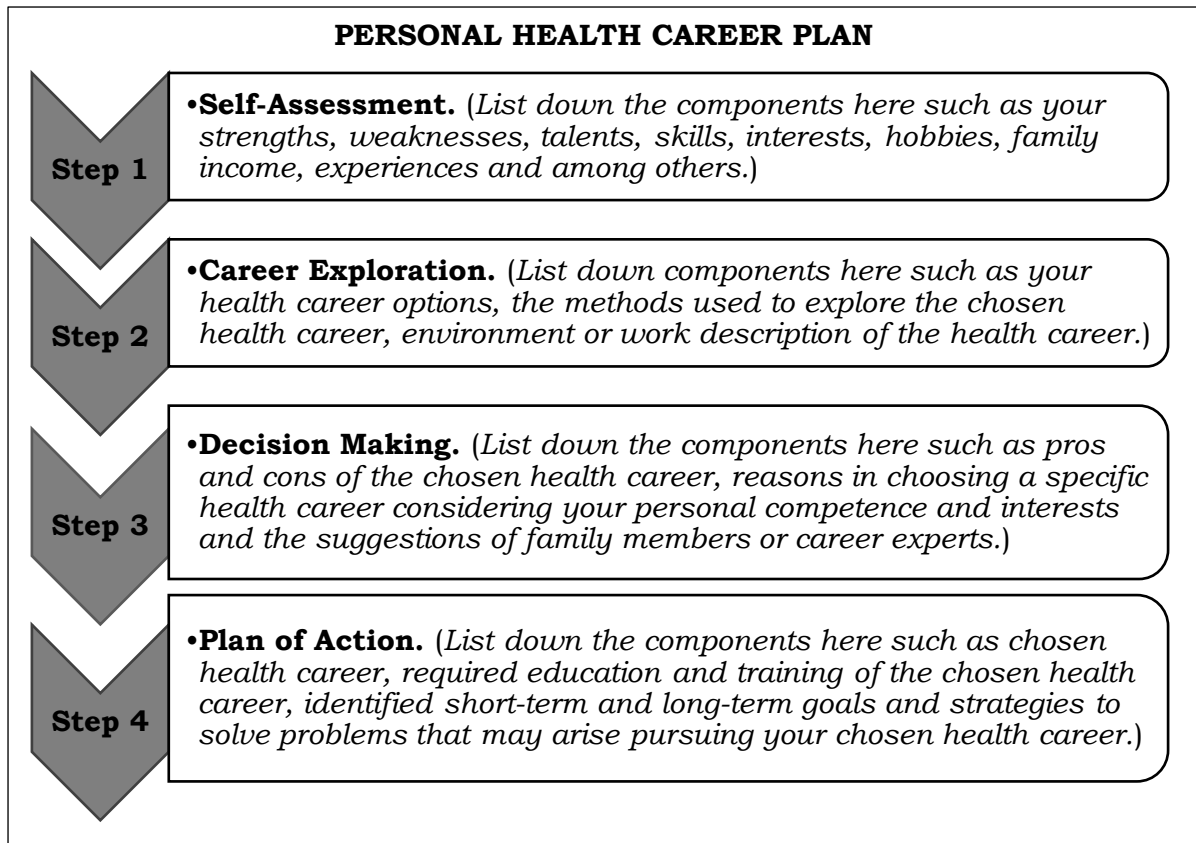 PERSONAL HEALTH CAREER PLAN
Step 1
•Self-Assessment. (List down the components here such as your
strengths, weaknesses, talents, skills, interests, hobbies, family
income, experiences and among others.)
Step 2
•Career Exploration. (List down components here such as your
health career options, the methods used to explore the chosen
health career, environment or work description of the health career.)
Step 3
•Decision Making. (List down the components here such as pros
and cons of the chosen health career, reasons in choosing a specific
health career considering your personal competence and interests
and the suggestions of family members or career experts.)
Step 4
•Plan of Action. (List down the components here such as chosen
health career, required education and training of the chosen health
career, identified short-term and long-term goals and strategies to
solve problems that may arise pursuing your chosen health career.)